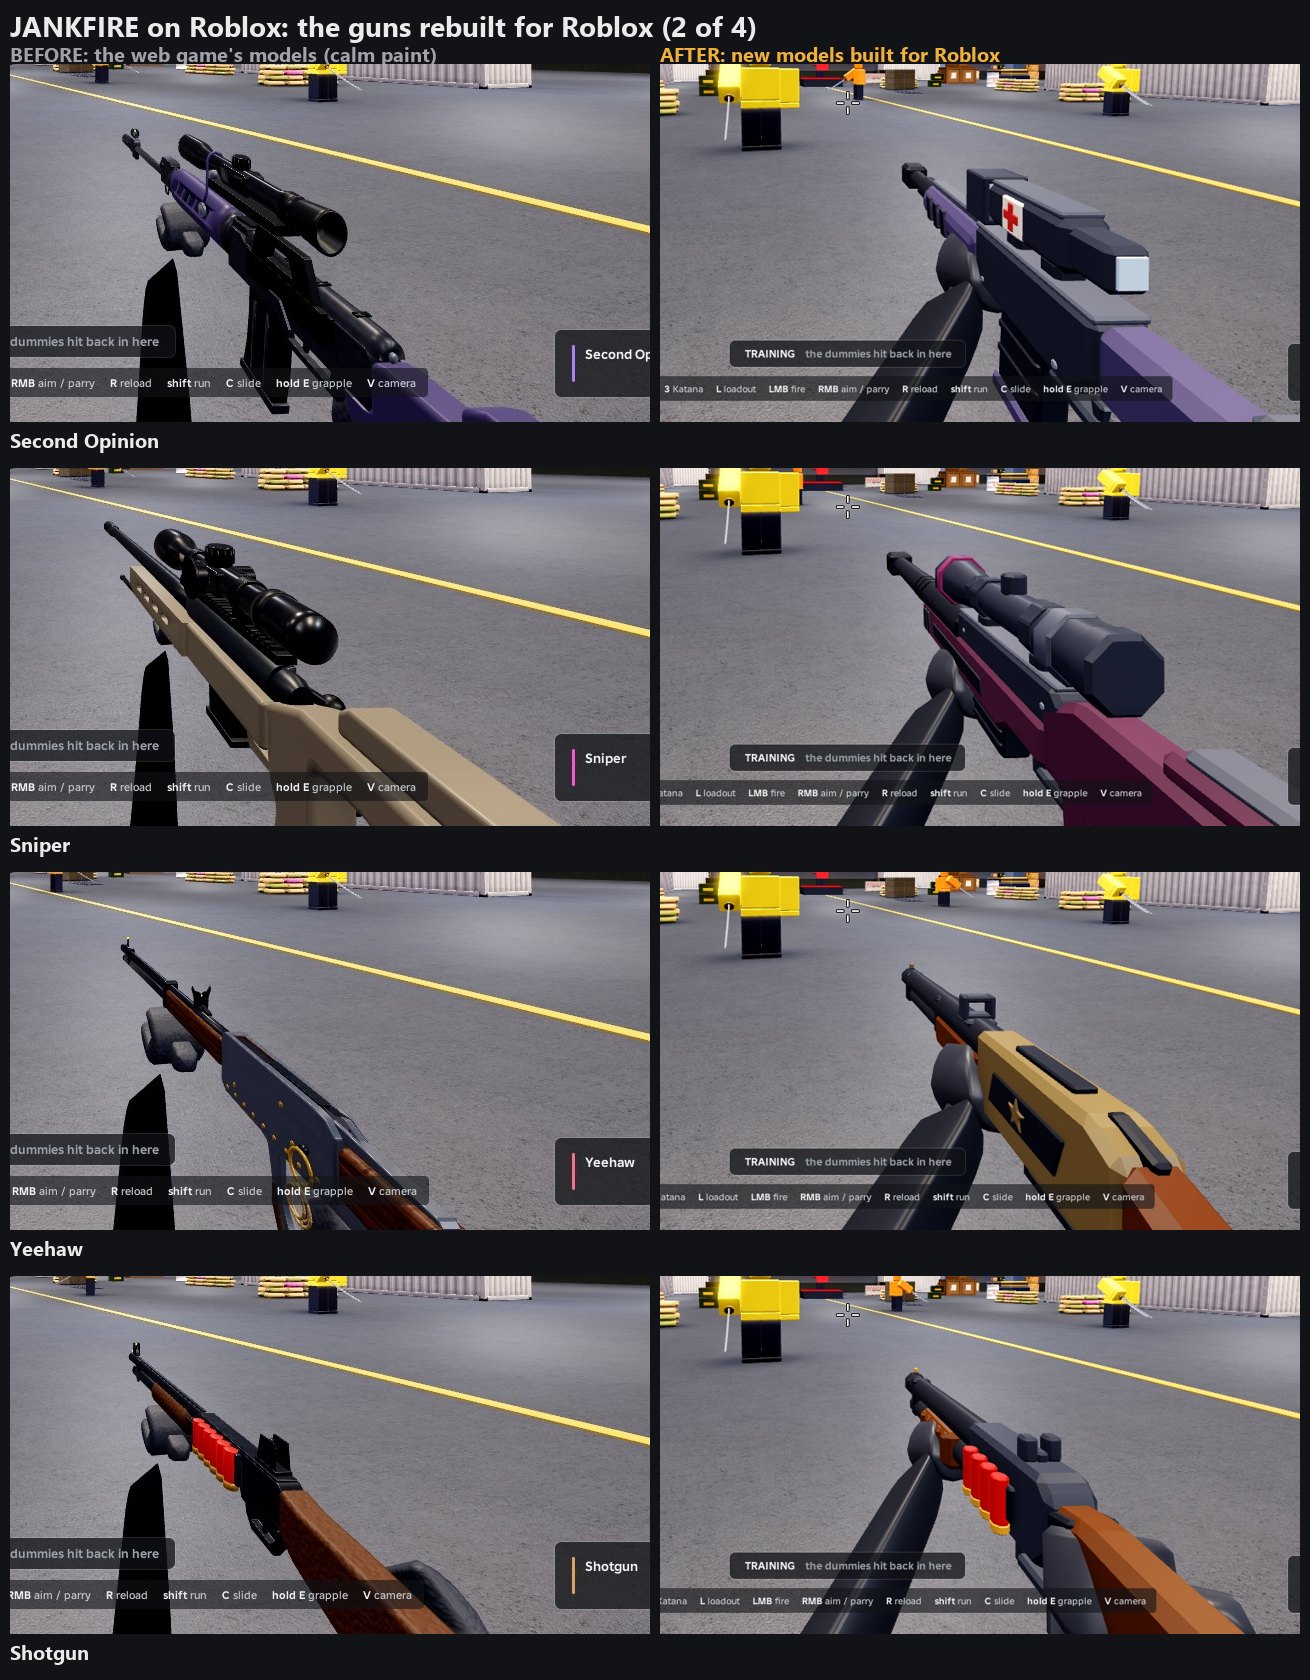 JANKFIRE on Roblox: the guns rebuilt for Roblox (2 of 4)
BEFORE: the web game's models (calm paint)
AFTER: new models built for Roblox
dummies hit back in here
Second Op
RMB aim / parry R reload shift run C slide hold E grapple V camera
TRAINING the dummies hit back in here
3 Katana L loadout LMB fire RMB aim / parry R reload shift run C slide hold E grapple V camera
Second Opinion
dummies hit back in here
Sniper
RMB aim / parry R reload shift run C slide hold E grapple V camera
TRAINING the dummies hit back in here
atana L loadout LMB fire RMB aim / parry R reload shift run C slide hold E grapple V camera
Sniper
dummies hit back in here
Yeehaw
RMB aim / parry R reload shift run C slide hold E grapple V camera
TRAINING the dummies hit back in here
atana L loadout LMB fire RMB aim / parry R reload shift run C slide hold E grapple V camera
Yeehaw
dummies hit back in here
Shotgun
RMB aim / parry R reload shift run C slide hold E grapple V camera
TRAINING the dummies hit back in here
Katana L loadout LMB fire RMB aim / parry R reload shift run C slide hold E grapple V camera
Shotgun